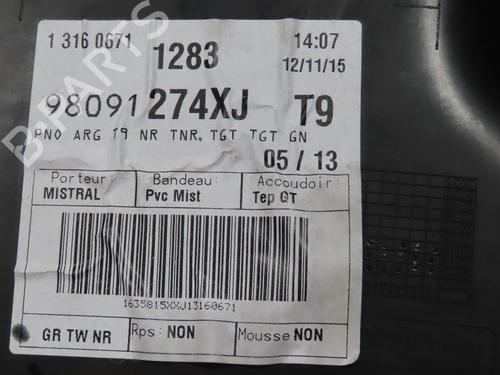 1 316 0671
1283
14:07
12/11/15
98091 274XJ T9
PNO ARG T9 NR TNR. TGT TGT GN
05 / 13
Porteur: Bandeau: Accoudoir:
MISTRAL Pvc Mist Tep GT
1635815XXJ13160671
GR TW NR Rps: NON Mousse NON
B-PARTS